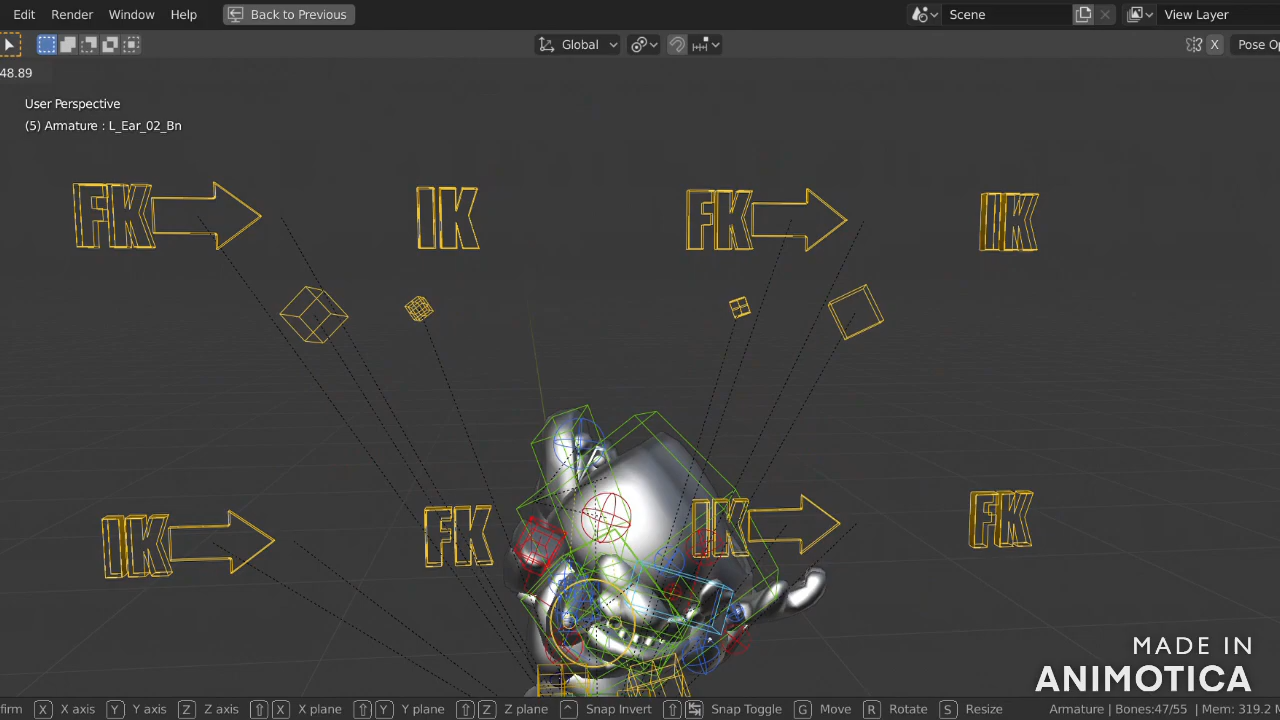 Edit Render Window Help Back to Previous Scene View Layer
Global X Pose Op
48.89
User Perspective
(5) Armature : L_Ear_02_Bn
FK IK FK IK
IK FK IK FK
MADE IN
ANIMOTICA
firm X X axis Y Y axis Z Z axis X X plane Y Y plane Z Z plane ^ Snap Invert Snap Toggle G Move R Rotate S Resize Armature | Bones:47/55 | Mem: 319.2 M